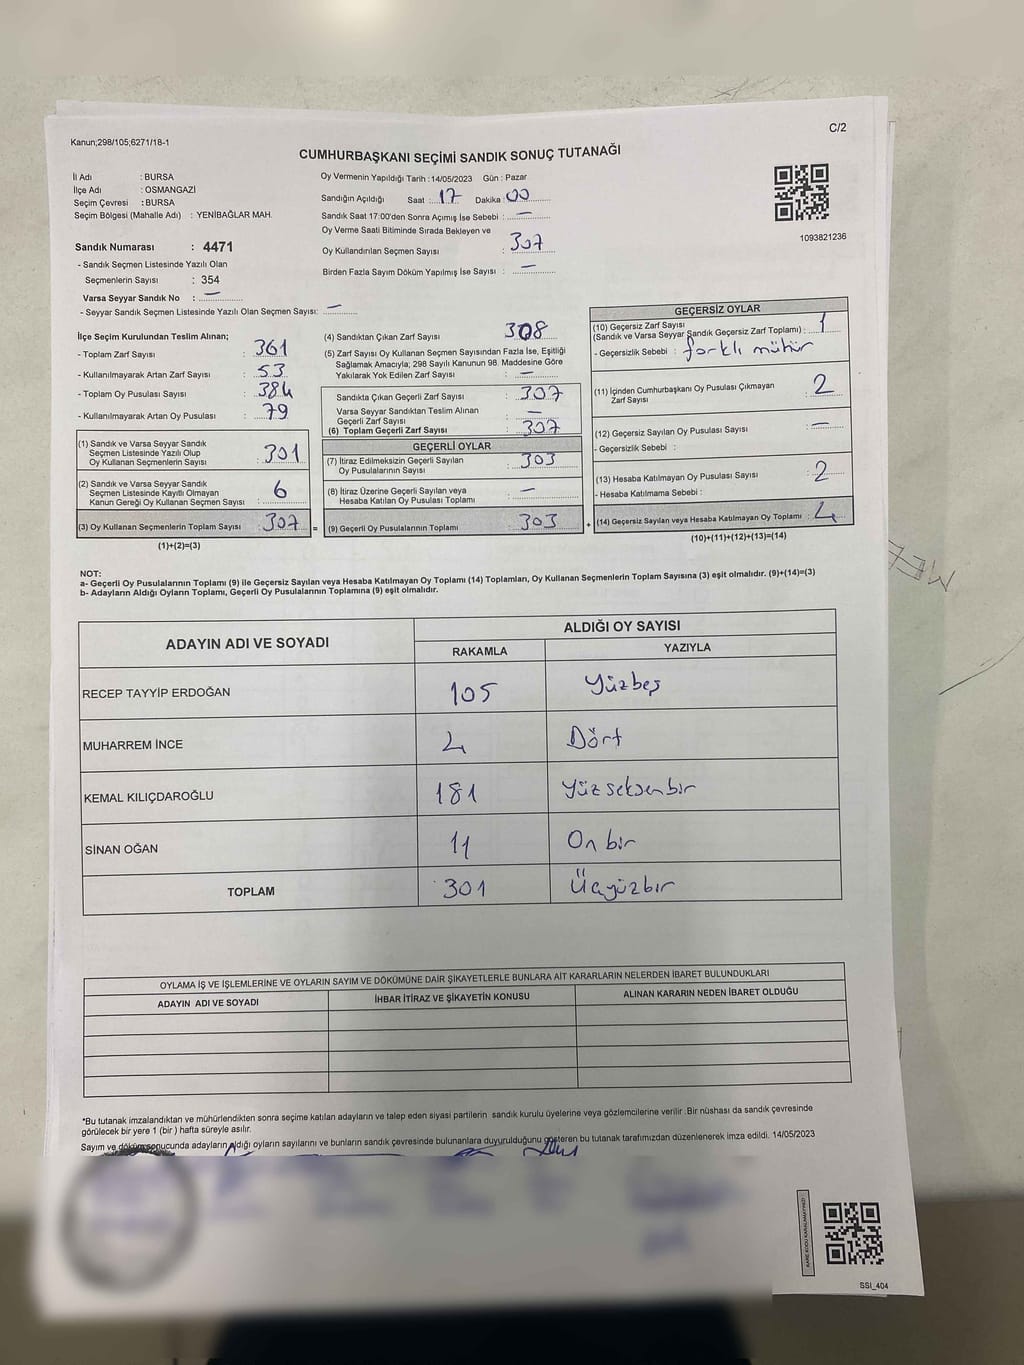 Kanun;298/105;6271/18-1
C/2
CUMHURBAŞKANI SEÇİMİ SANDIK SONUÇ TUTANAĞI
İl Adı : BURSA
İlçe Adı : OSMANGAZİ
Seçim Çevresi : BURSA
Seçim Bölgesi (Mahalle Adı) : YENİBAĞLAR MAH.
Sandık Numarası : 4471
- Sandık Seçmen Listesinde Yazılı Olan
Seçmenlerin Sayısı : 354
Varsa Seyyar Sandık No : —
- Seyyar Sandık Seçmen Listesinde Yazılı Olan Seçmen Sayısı: —
Oy Vermenin Yapıldığı Tarih : 14/05/2023 Gün : Pazar
Sandığın Açıldığı Saat : 17 Dakika : 00
Sandık Saat 17:00'den Sonra Açımış İse Sebebi : —
Oy Verme Saati Bitiminde Sırada Bekleyen ve
Oy Kullandırılan Seçmen Sayısı : 307
Birden Fazla Sayım Döküm Yapılmış İse Sayısı : —
1093821236
İlçe Seçim Kurulundan Teslim Alınan;
- Toplam Zarf Sayısı : 361
- Kullanılmayarak Artan Zarf Sayısı : 53
- Toplam Oy Pusulası Sayısı : 384
- Kullanılmayarak Artan Oy Pusulası : 79
(1) Sandık ve Varsa Seyyar Sandık
Seçmen Listesinde Yazılı Olup
Oy Kullanan Seçmenlerin Sayısı : 301
(2) Sandık ve Varsa Seyyar Sandık
Seçmen Listesinde Kayıtlı Olmayan
Kanun Gereği Oy Kullanan Seçmen Sayısı : 6
(3) Oy Kullanan Seçmenlerin Toplam Sayısı : 307 =
(1)+(2)=(3)
(4) Sandıktan Çıkan Zarf Sayısı : 308
(5) Zarf Sayısı Oy Kullanan Seçmen Sayısından Fazla İse, Eşitliği
Sağlamak Amacıyla; 298 Sayılı Kanunun 98. Maddesine Göre
Yakılarak Yok Edilen Zarf Sayısı : —
Sandıkta Çıkan Geçerli Zarf Sayısı : 307
Varsa Seyyar Sandıktan Teslim Alınan
Geçerli Zarf Sayısı : —
(6) Toplam Geçerli Zarf Sayısı : 307
GEÇERLİ OYLAR
(7) İtiraz Edilmeksizin Geçerli Sayılan
Oy Pusulalarının Sayısı : 303
(8) İtiraz Üzerine Geçerli Sayılan veya
Hesaba Katılan Oy Pusulası Toplamı : —
(9) Geçerli Oy Pusulalarının Toplamı : 303 +
GEÇERSİZ OYLAR
(10) Geçersiz Zarf Sayısı
(Sandık ve Varsa Seyyar Sandık Geçersiz Zarf Toplamı) : 1
- Geçersizlik Sebebi : farklı mühür
(11) İçinden Cumhurbaşkanı Oy Pusulası Çıkmayan
Zarf Sayısı : 2
(12) Geçersiz Sayılan Oy Pusulası Sayısı : —
- Geçersizlik Sebebi :
(13) Hesaba Katılmayan Oy Pusulası Sayısı : 2
- Hesaba Katılmama Sebebi :
(14) Geçersiz Sayılan veya Hesaba Katılmayan Oy Toplamı : 4
(10)+(11)+(12)+(13)=(14)
NOT:
a- Geçerli Oy Pusulalarının Toplamı (9) ile Geçersiz Sayılan veya Hesaba Katılmayan Oy Toplamı (14) Toplamları, Oy Kullanan Seçmenlerin Toplam Sayısına (3) eşit olmalıdır. (9)+(14)=(3)
b- Adayların Aldığı Oyların Toplamı, Geçerli Oy Pusulalarının Toplamına (9) eşit olmalıdır.
ADAYIN ADI VE SOYADI ALDIĞI OY SAYISI
RAKAMLA YAZIYLA
RECEP TAYYİP ERDOĞAN 105 Yüzbeş
MUHARREM İNCE 4 Dört
KEMAL KILIÇDAROĞLU 181 Yüzseksenbir
SİNAN OĞAN 11 On bir
TOPLAM 301 Üçyüzbir
OYLAMA İŞ VE İŞLEMLERİNE VE OYLARIN SAYIM VE DÖKÜMÜNE DAİR ŞİKAYETLERLE BUNLARA AİT KARARLARIN NELERDEN İBARET BULUNDUKLARI
ADAYIN ADI VE SOYADI İHBAR İTİRAZ VE ŞİKAYETİN KONUSU ALINAN KARARIN NEDEN İBARET OLDUĞU
*Bu tutanak imzalandıktan ve mühürlendikten sonra seçime katılan adayların ve talep eden siyasi partilerin sandık kurulu üyelerine veya gözlemcilerine verilir. Bir nüshası da sandık çevresinde
görülecek bir yere 1 (bir) hafta süreyle asılır.
Sayım ve döküm sonucunda adayların aldığı oyların sayılarını ve bunların sandık çevresinde bulunanlara duyurulduğunu gösteren bu tutanak tarafımızdan düzenlenerek imza edildi. 14/05/2023
SSI_404